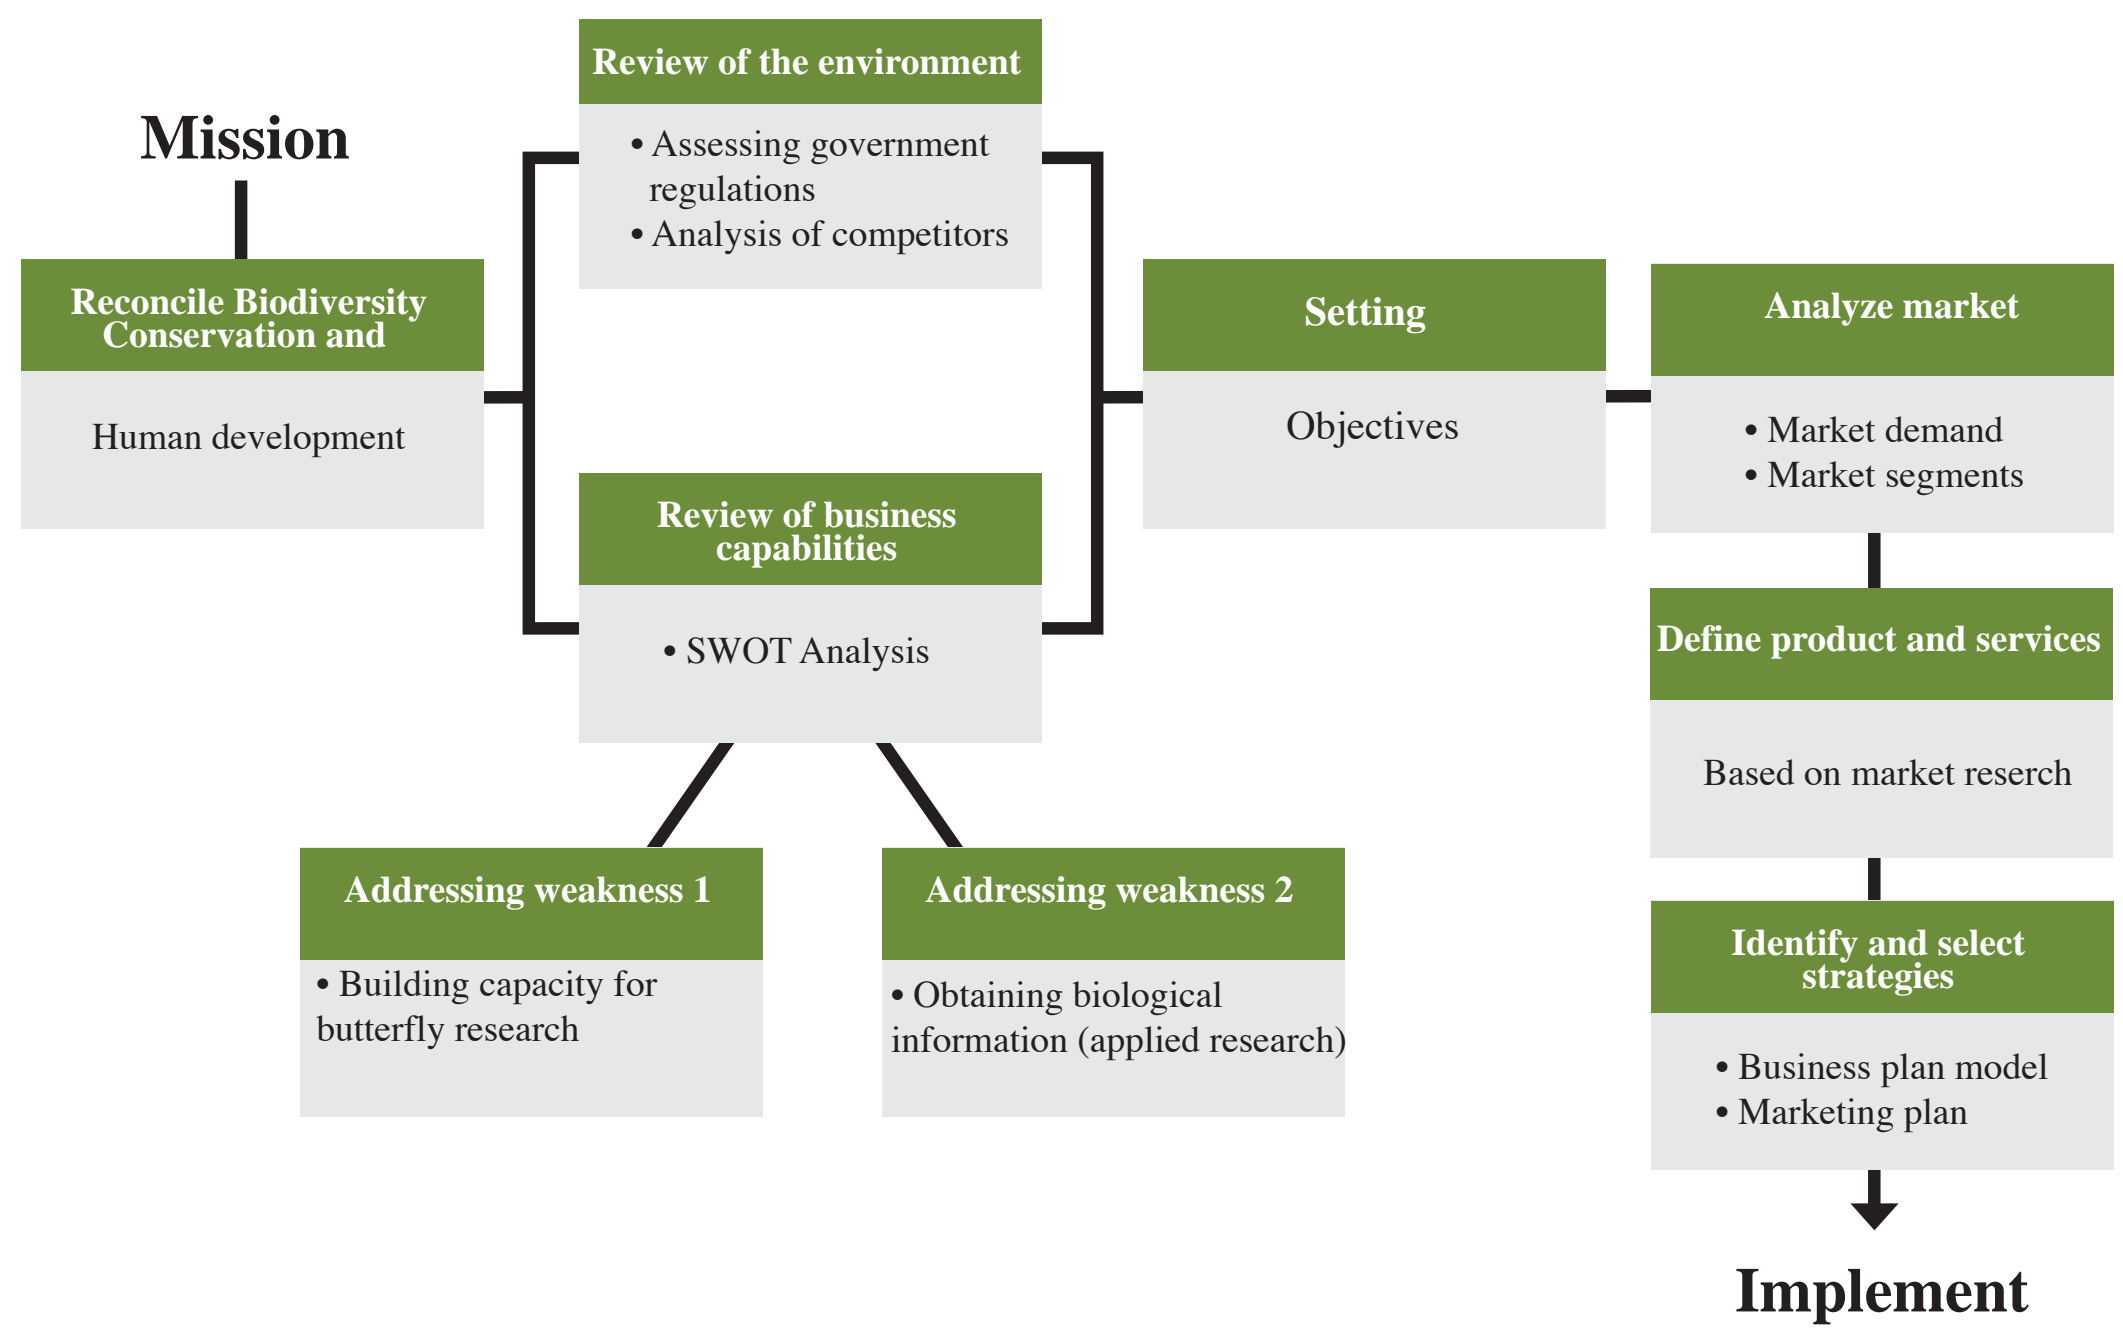 Mission
Reconcile Biodiversity
Conservation and
Human development
Review of the environment
• Assessing government
regulations
• Analysis of competitors
Review of business
capabilities
• SWOT Analysis
Addressing weakness 1
• Building capacity for
butterfly research
Addressing weakness 2
• Obtaining biological
information (applied research)
Setting
Objectives
Analyze market
• Market demand
• Market segments
Define product and services
Based on market reserch
Identify and select
strategies
• Business plan model
• Marketing plan
Implement